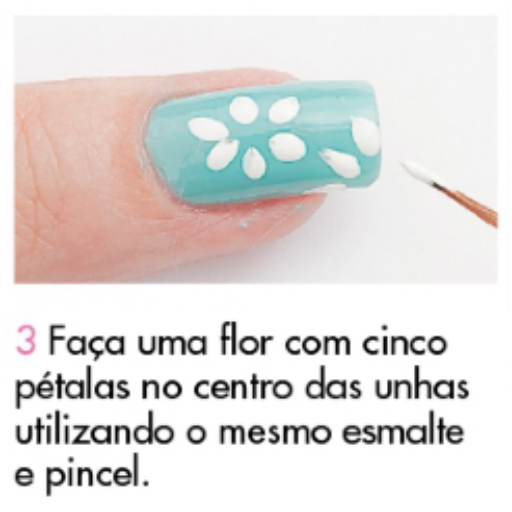 3 Faça uma flor com cinco
pétalas no centro das unhas
utilizando o mesmo esmalte
e pincel.